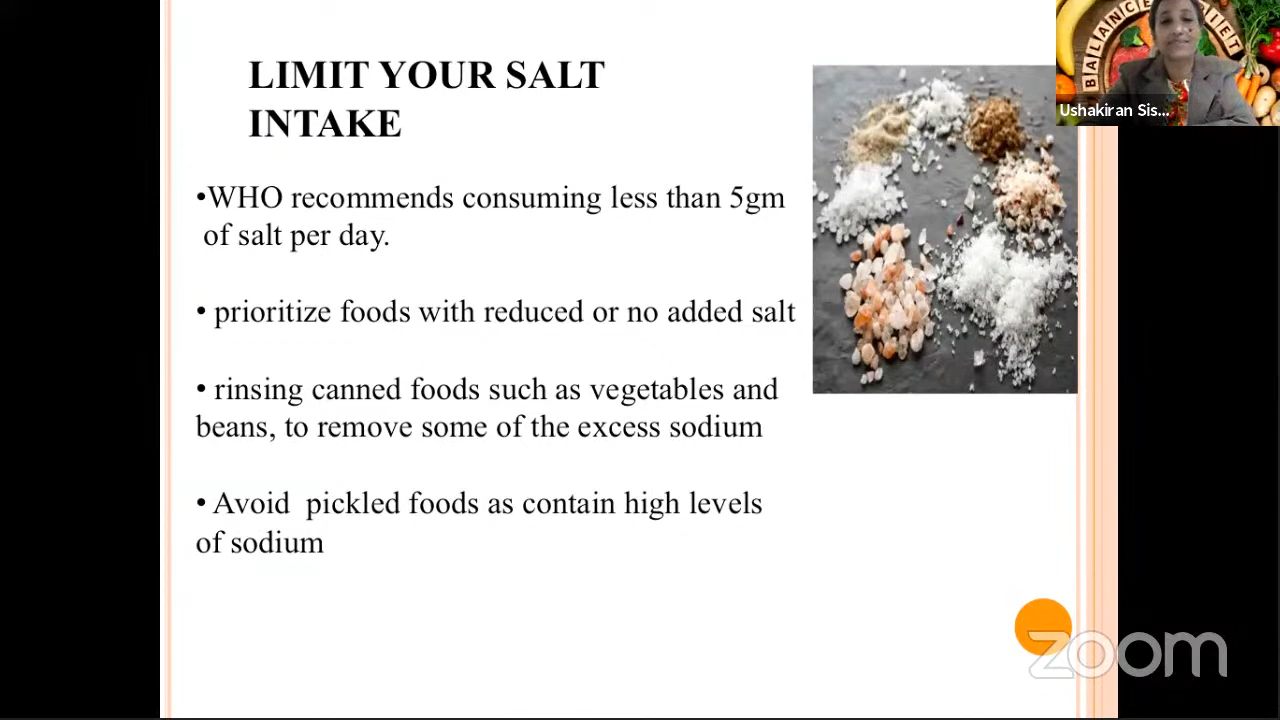 LIMIT YOUR SALT
INTAKE
•WHO recommends consuming less than 5gm
of salt per day.
• prioritize foods with reduced or no added salt
• rinsing canned foods such as vegetables and
beans, to remove some of the excess sodium
• Avoid  pickled foods as contain high levels
of sodium
BALANCE DIET
Ushakiran Sis...
zoom